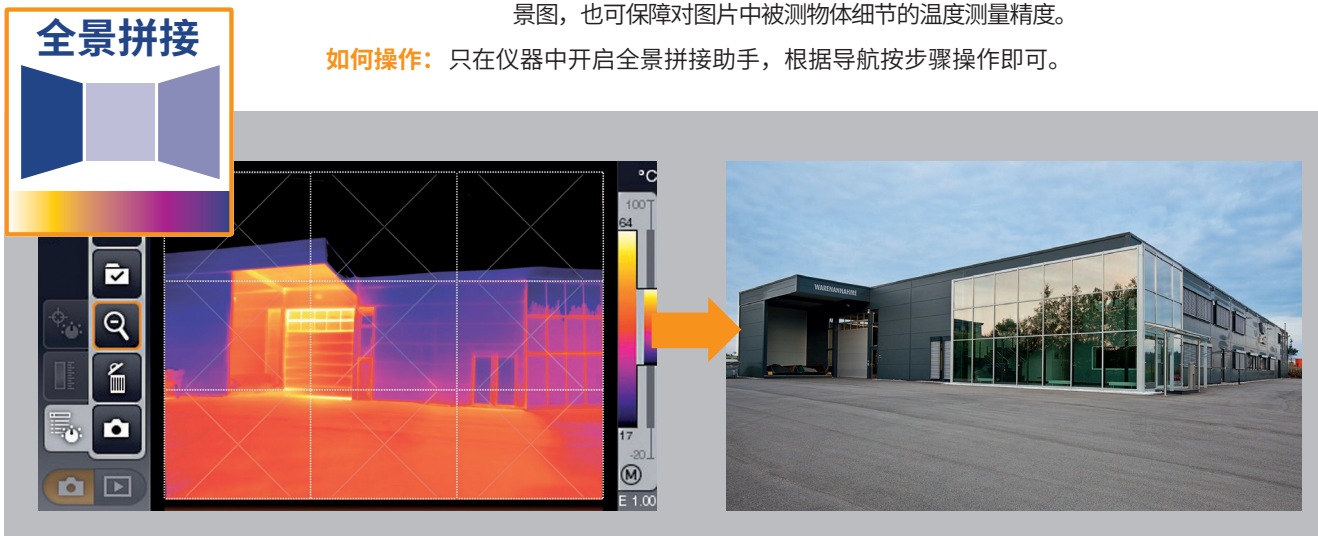 景图，也可保障对图片中被测物体细节的温度测量精度。
全景拼接
如何操作：只在仪器中开启全景拼接助手，根据导航按步骤操作即可。
°C
100
64
17
-20
M
E 1.00
WARENANNAHME